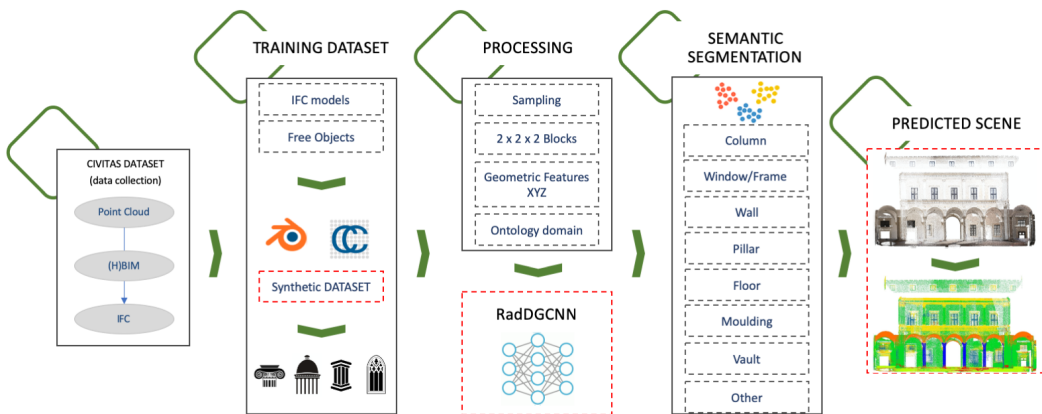 CIVITAS DATASET
(data collection)
Point Cloud
(H)BIM
IFC
TRAINING DATASET
IFC models
Free Objects
CC
Synthetic DATASET
PROCESSING
Sampling
2 x 2 x 2 Blocks
Geometric Features
XYZ
Ontology domain
RadDGCNN
SEMANTIC
SEGMENTATION
Column
Window/Frame
Wall
Pillar
Floor
Moulding
Vault
Other
PREDICTED SCENE